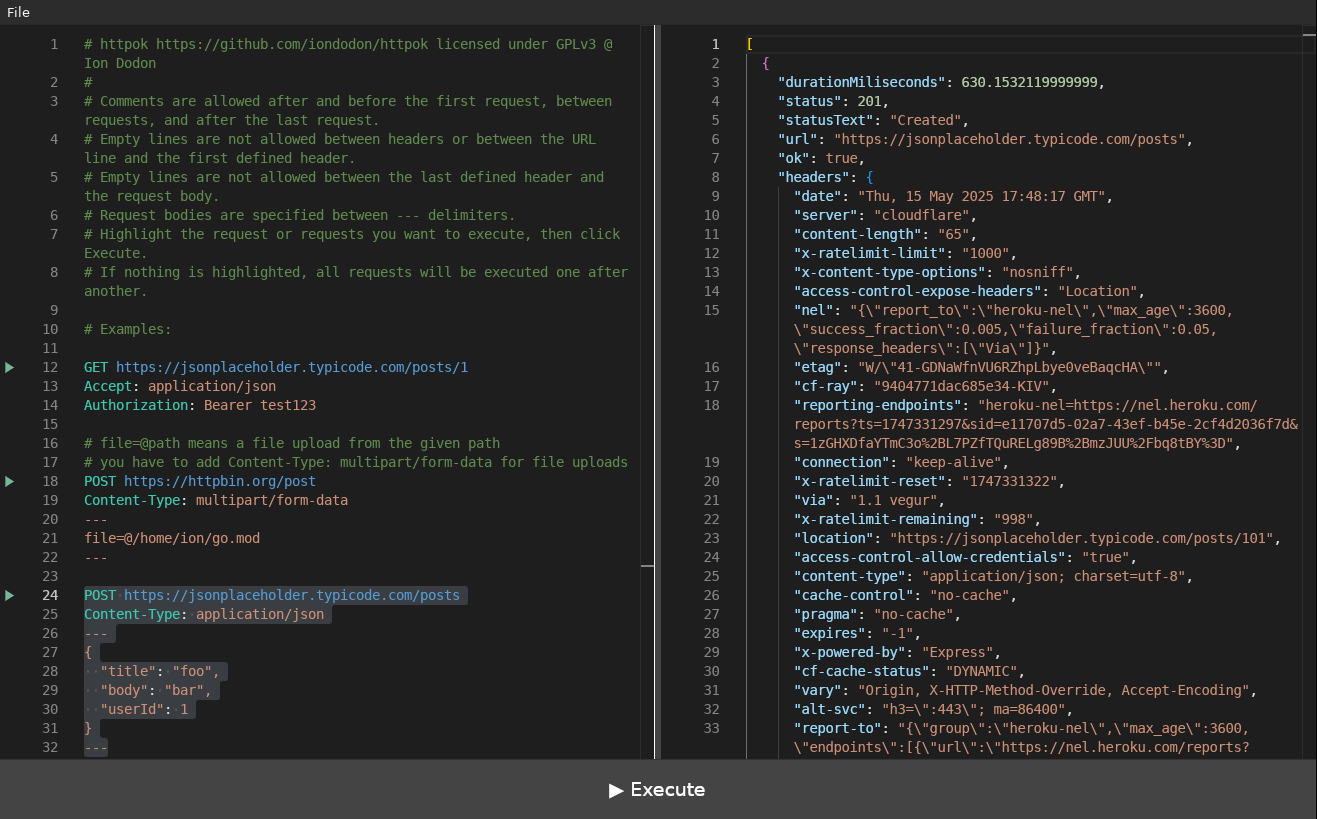 File
1 # httpok https://github.com/iondodon/httpok licensed under GPLv3 @
Ion Dodon
2 #
3 # Comments are allowed after and before the first request, between
requests, and after the last request.
4 # Empty lines are not allowed between headers or between the URL
line and the first defined header.
5 # Empty lines are not allowed between the last defined header and
the request body.
6 # Request bodies are specified between --- delimiters.
7 # Highlight the request or requests you want to execute, then click
Execute.
8 # If nothing is highlighted, all requests will be executed one after
another.
9
10 # Examples:
11
12 GET https://jsonplaceholder.typicode.com/posts/1
13 Accept: application/json
14 Authorization: Bearer test123
15
16 # file=@path means a file upload from the given path
17 # you have to add Content-Type: multipart/form-data for file uploads
18 POST https://httpbin.org/post
19 Content-Type: multipart/form-data
20 ---
21 file=@/home/ion/go.mod
22 ---
23
24 POST https://jsonplaceholder.typicode.com/posts
25 Content-Type: application/json
26 ---
27 {
28   "title": "foo",
29   "body": "bar",
30   "userId": 1
31 }
32 ---
1 [
2   {
3     "durationMiliseconds": 630.1532119999999,
4     "status": 201,
5     "statusText": "Created",
6     "url": "https://jsonplaceholder.typicode.com/posts",
7     "ok": true,
8     "headers": {
9       "date": "Thu, 15 May 2025 17:48:17 GMT",
10       "server": "cloudflare",
11       "content-length": "65",
12       "x-ratelimit-limit": "1000",
13       "x-content-type-options": "nosniff",
14       "access-control-expose-headers": "Location",
15       "nel": "{\"report_to\":\"heroku-nel\",\"max_age\":3600,
\"success_fraction\":0.005,\"failure_fraction\":0.05,
\"response_headers\":[\"Via\"]}",
16       "etag": "W/\"41-GDNaWfnVU6RZhpLbye0veBaqcHA\"",
17       "cf-ray": "9404771dac685e34-KIV",
18       "reporting-endpoints": "heroku-nel=https://nel.heroku.com/
reports?ts=1747331297&sid=e11707d5-02a7-43ef-b45e-2cf4d2036f7d&
s=1zGHXDfaYTmC3o%2BL7PZfTQuRELg89B%2BmzJUU%2Fbq8tBY%3D",
19       "connection": "keep-alive",
20       "x-ratelimit-reset": "1747331322",
21       "via": "1.1 vegur",
22       "x-ratelimit-remaining": "998",
23       "location": "https://jsonplaceholder.typicode.com/posts/101",
24       "access-control-allow-credentials": "true",
25       "content-type": "application/json; charset=utf-8",
26       "cache-control": "no-cache",
27       "pragma": "no-cache",
28       "expires": "-1",
29       "x-powered-by": "Express",
30       "cf-cache-status": "DYNAMIC",
31       "vary": "Origin, X-HTTP-Method-Override, Accept-Encoding",
32       "alt-svc": "h3=\":443\"; ma=86400",
33       "report-to": "{\"group\":\"heroku-nel\",\"max_age\":3600,
\"endpoints\":[{\"url\":\"https://nel.heroku.com/reports?
▶ Execute